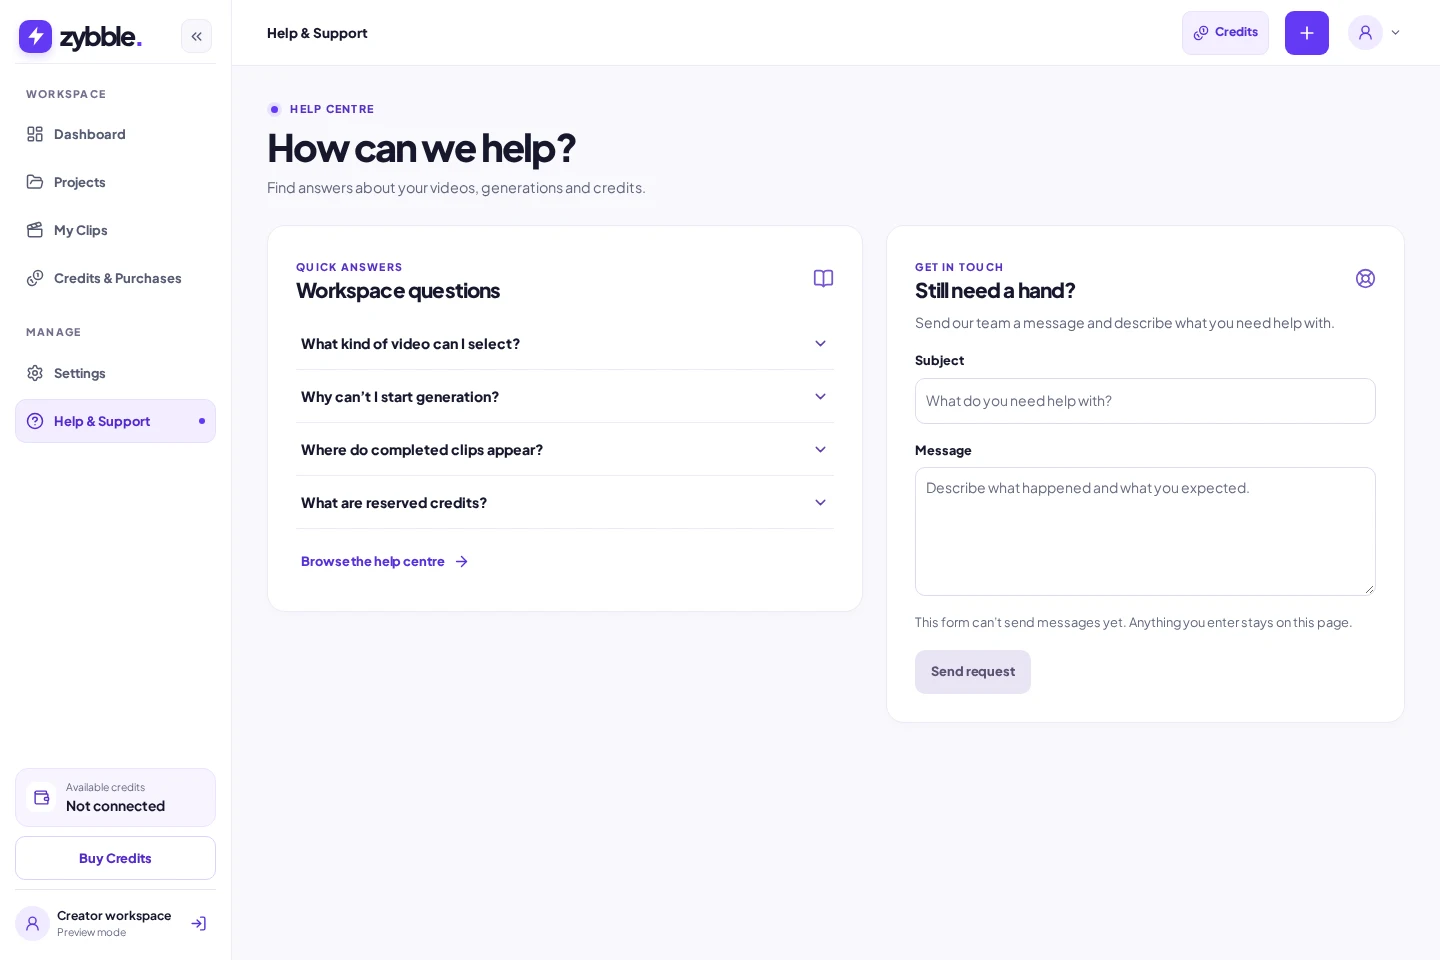 zybble.
Help & Support
Credits
WORKSPACE
Dashboard
Projects
My Clips
Credits & Purchases
MANAGE
Settings
Help & Support
Available credits
Not connected
Buy Credits
Creator workspace
Preview mode
HELP CENTRE
How can we help?
Find answers about your videos, generations and credits.
QUICK ANSWERS
Workspace questions
What kind of video can I select?
Why can’t I start generation?
Where do completed clips appear?
What are reserved credits?
Browse the help centre
GET IN TOUCH
Still need a hand?
Send our team a message and describe what you need help with.
Subject
What do you need help with?
Message
Describe what happened and what you expected.
This form can't send messages yet. Anything you enter stays on this page.
Send request